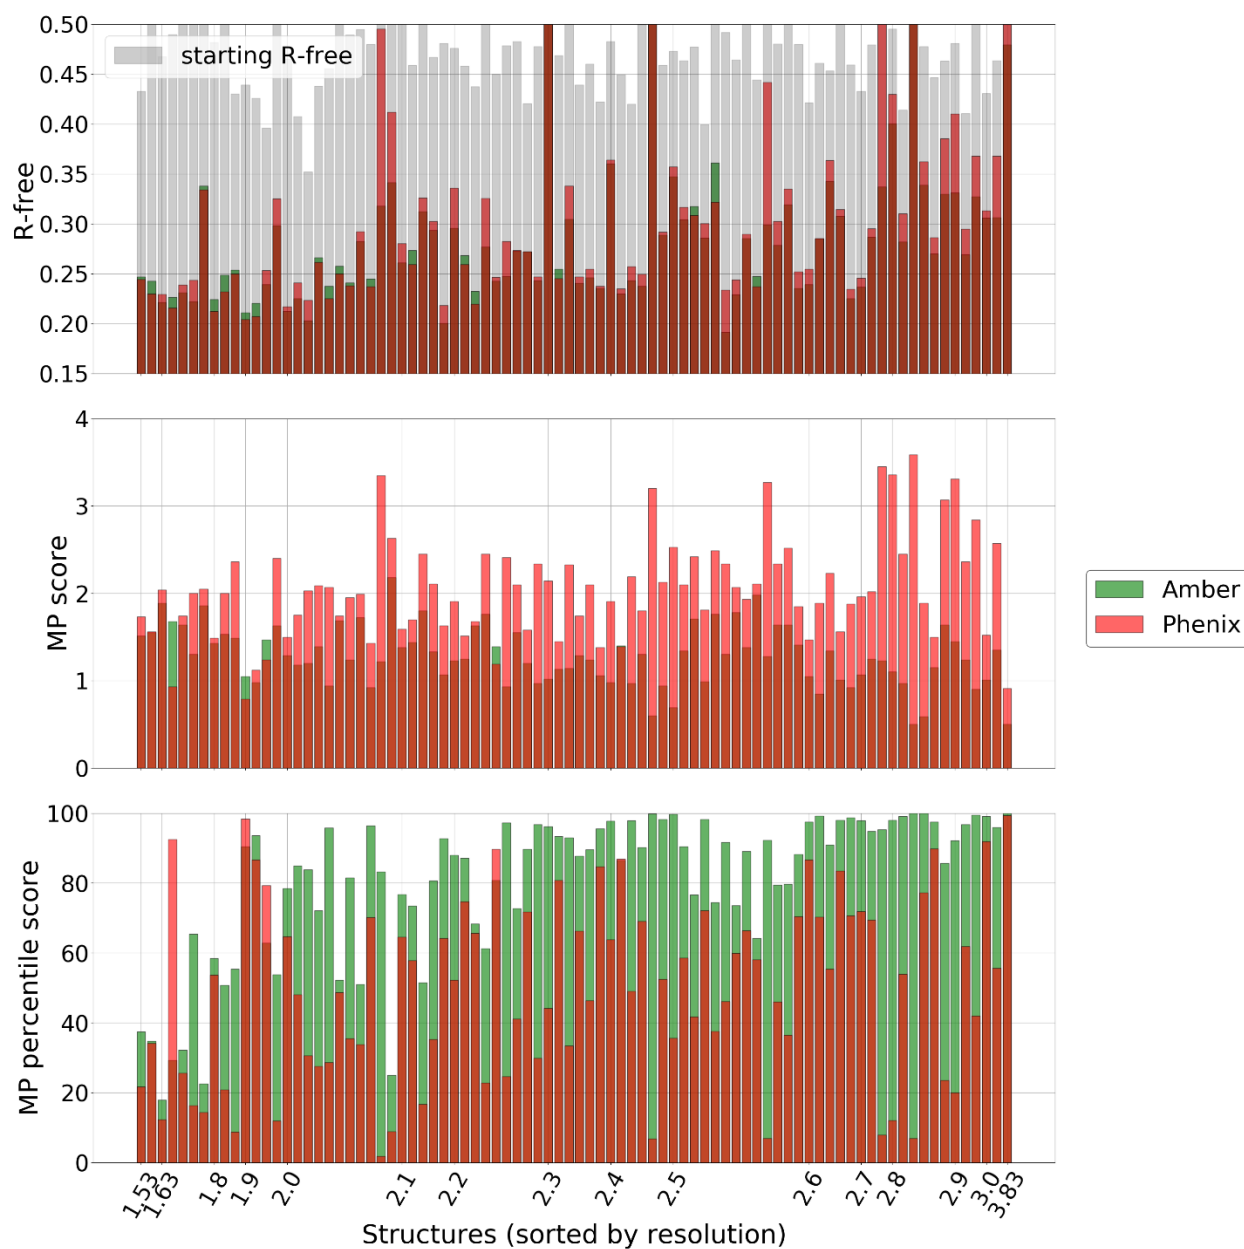 0.50
0.45
0.40
0.35
0.30
0.25
0.20
0.15
R-free
starting R-free
4
3
2
1
0
MP score
Amber
Phenix
100
80
60
40
20
0
MP percentile score
1.53 1.63 1.8 1.9 2.0 2.1 2.2 2.3 2.4 2.5 2.6 2.7 2.8 2.9 3.0 3.83
Structures (sorted by resolution)